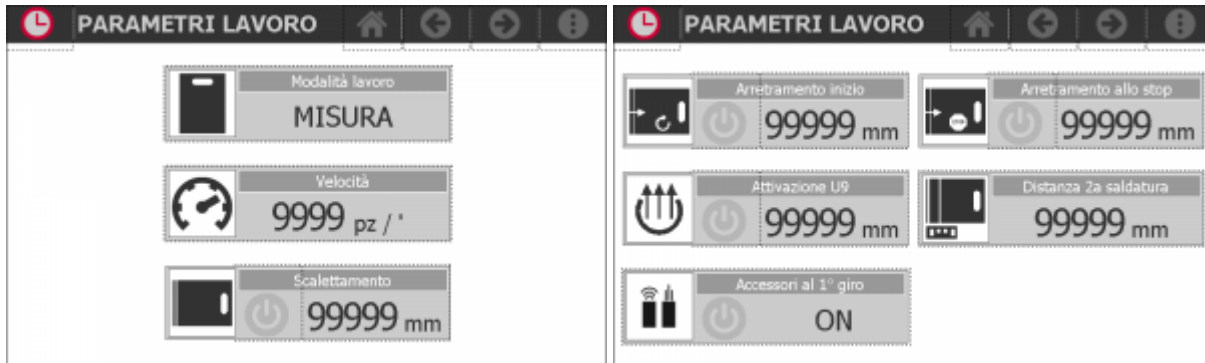 PARAMETRI LAVORO
Modalità lavoro
MISURA
Velocità
9999 pz / '
Scalettamento
99999 mm
PARAMETRI LAVORO
Arretramento inizio
99999 mm
Arretramento allo stop
99999 mm
Attivazione U9
99999 mm
Distanza 2a saldatura
99999 mm
Accessori al 1° giro
ON